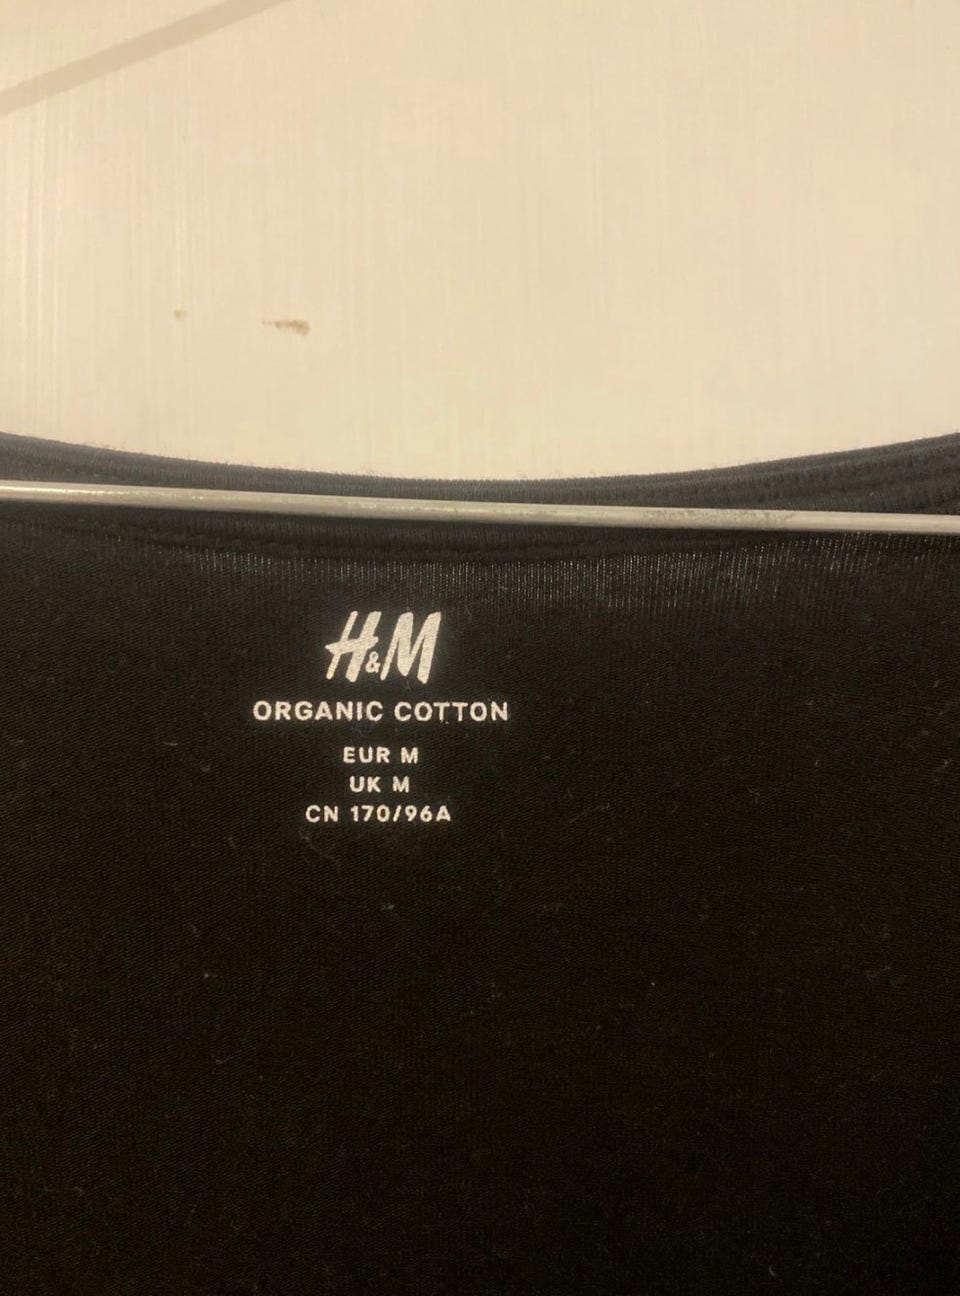 H&M
ORGANIC COTTON
EUR M
UK M
CN 170/96A